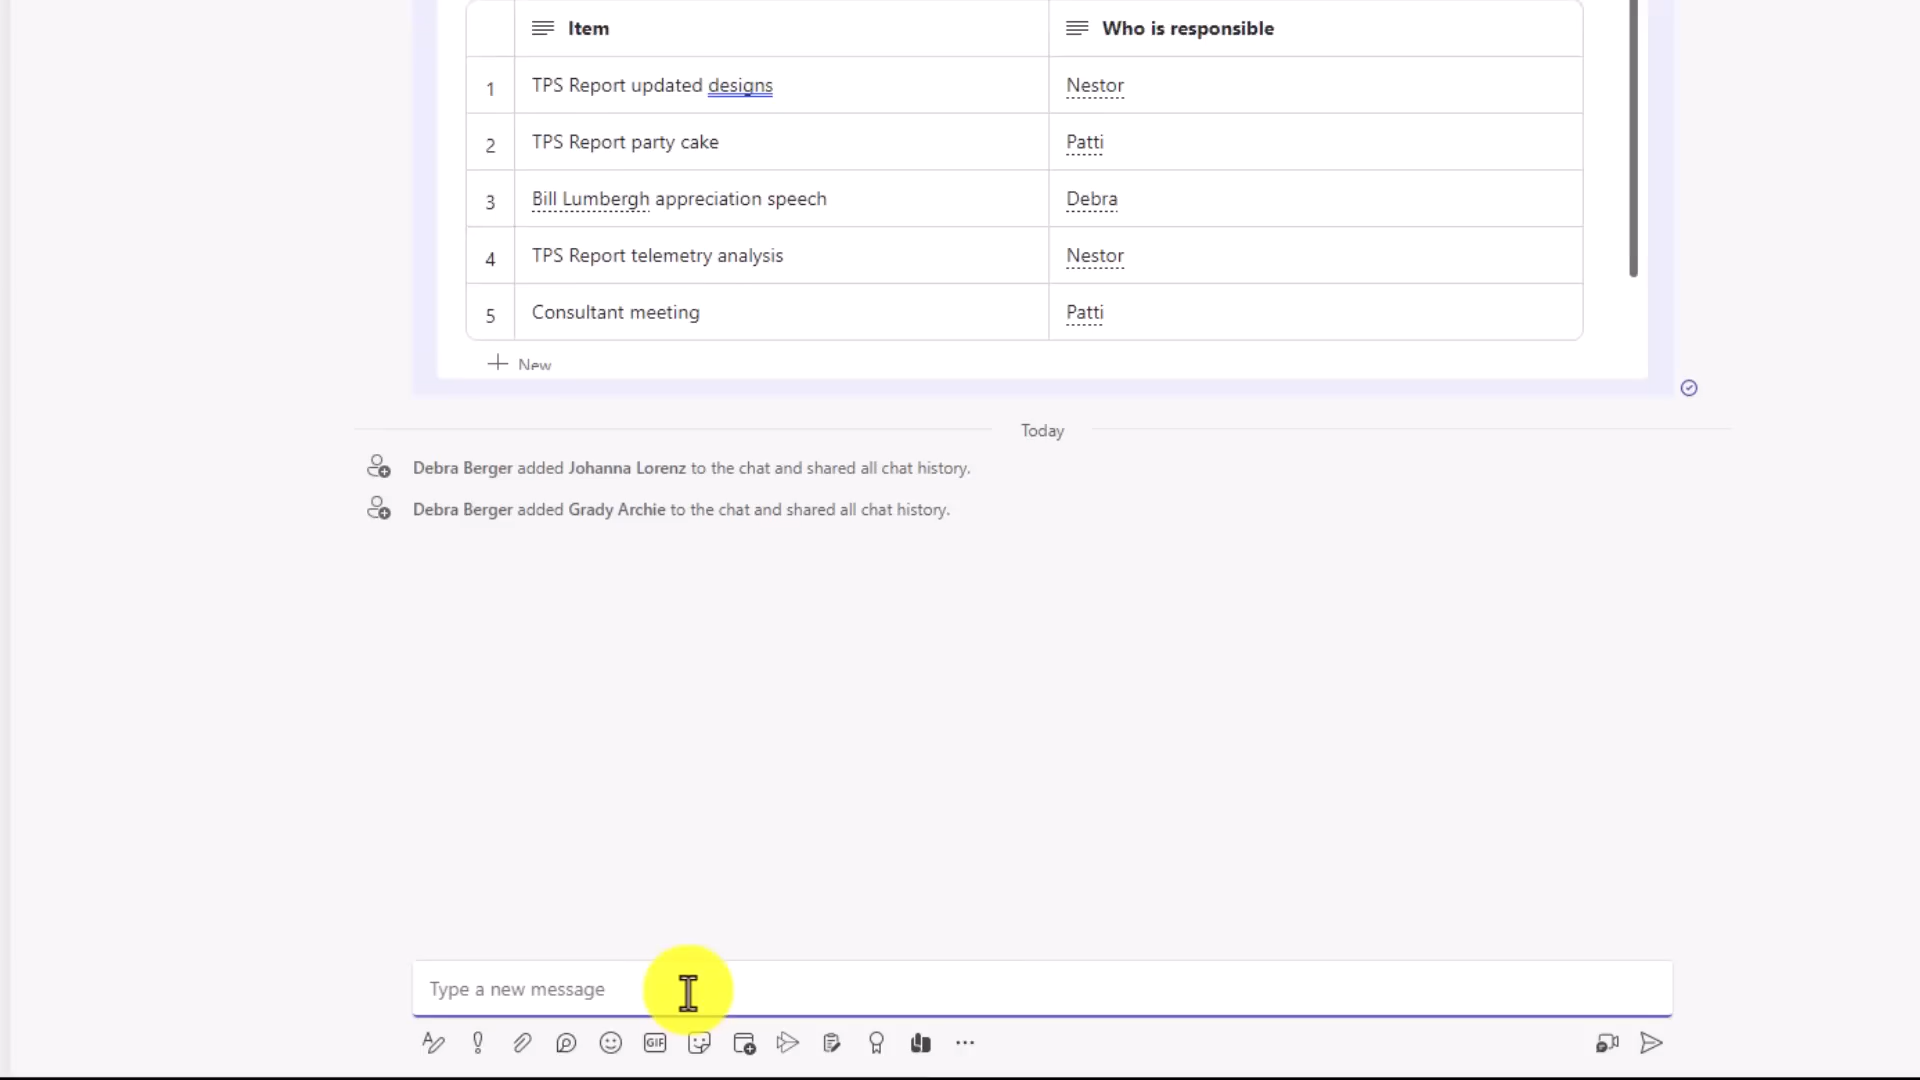 Item Who is responsible
1 TPS Report updated designs Nestor
2 TPS Report party cake Patti
3 Bill Lumbergh appreciation speech Debra
4 TPS Report telemetry analysis Nestor
5 Consultant meeting Patti
New
Today
Debra Berger added Johanna Lorenz to the chat and shared all chat history.
Debra Berger added Grady Archie to the chat and shared all chat history.
Type a new message
GIF